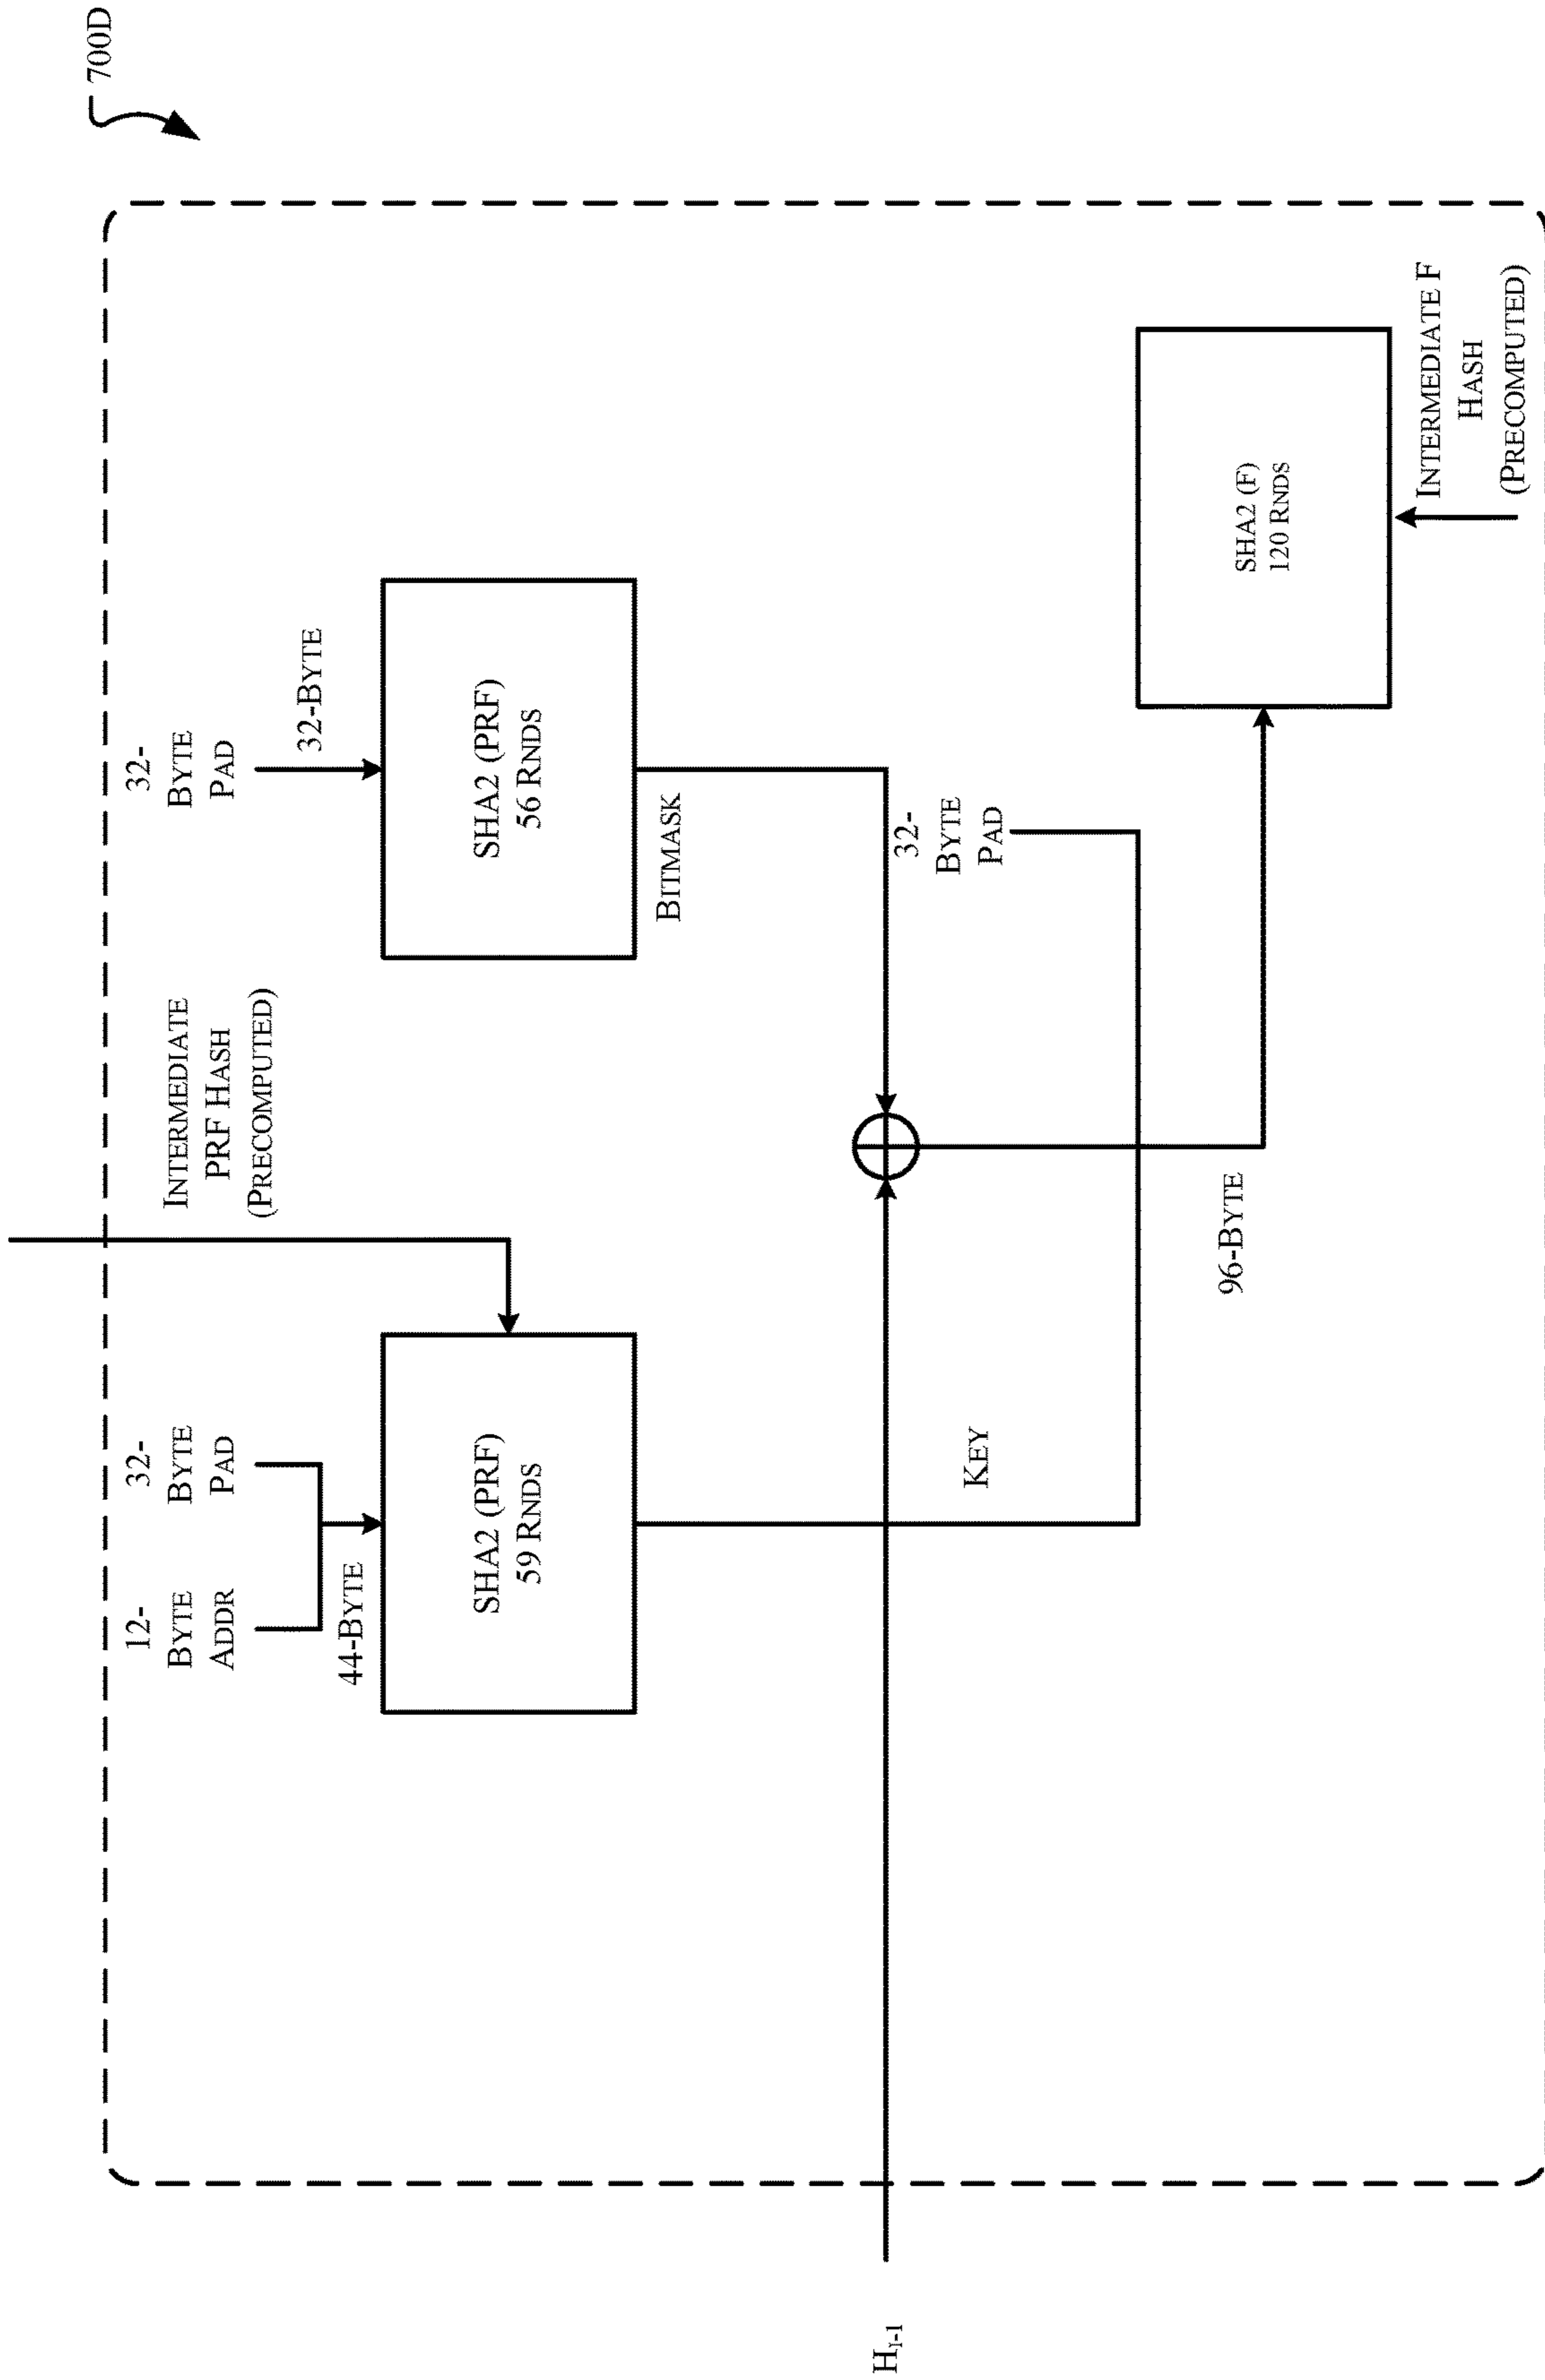 700D
12-
BYTE
ADDR
32-
BYTE
PAD
44-BYTE
SHA2 (PRF)
59 RNDS
INTERMEDIATE
PRF HASH
(PRECOMPUTED)
32-
BYTE
PAD
32-BYTE
SHA2 (PRF)
56 RNDS
BITMASK
H_{I-1}
KEY
32-
BYTE
PAD
96-BYTE
SHA2 (F)
120 RNDS
INTERMEDIATE F
HASH
(PRECOMPUTED)